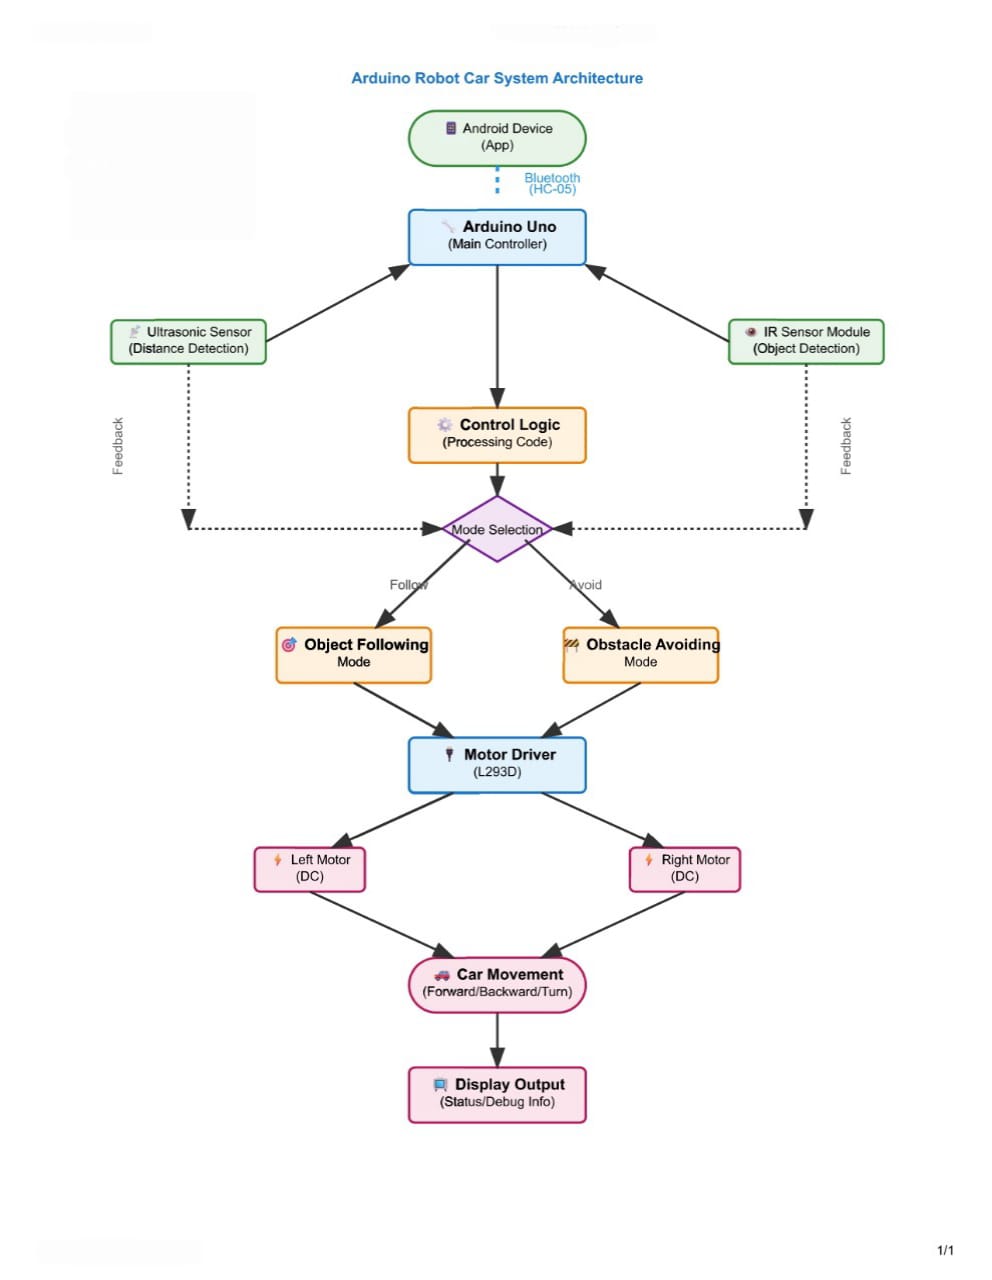 Arduino Robot Car System Architecture
Android Device
(App)
Bluetooth
(HC-05)
Arduino Uno
(Main Controller)
Ultrasonic Sensor
(Distance Detection)
IR Sensor Module
(Object Detection)
Feedback
Feedback
Control Logic
(Processing Code)
Mode Selection
Follow
Avoid
Object Following
Mode
Obstacle Avoiding
Mode
Motor Driver
(L293D)
Left Motor
(DC)
Right Motor
(DC)
Car Movement
(Forward/Backward/Turn)
Display Output
(Status/Debug Info)
1/1